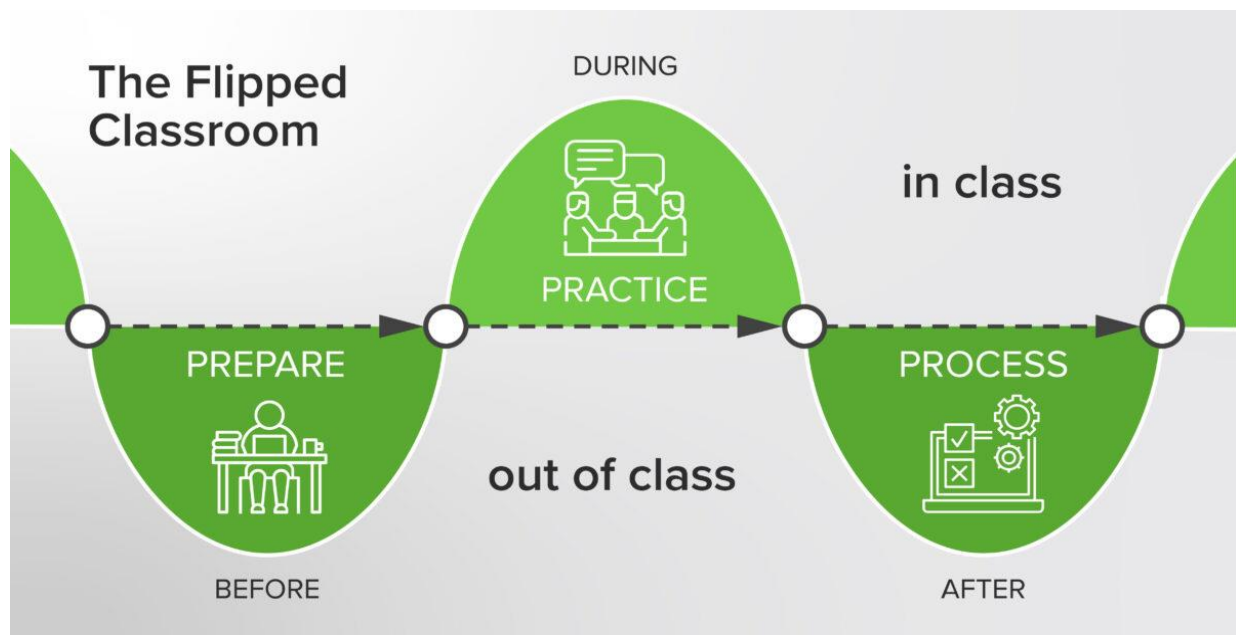 The Flipped
Classroom
DURING
in class
PRACTICE
PREPARE
PROCESS
out of class
BEFORE
AFTER